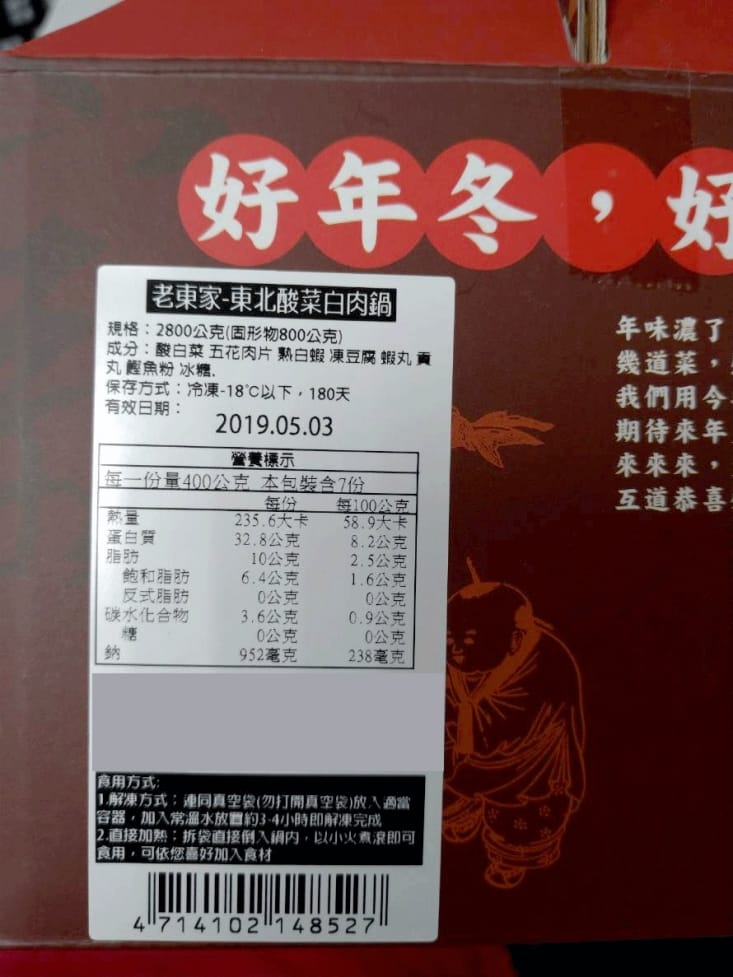 好年冬，好
老東家-東北酸菜白肉鍋
規格：2800公克(固形物800公克)
成分：酸白菜 五花肉片 熟白蝦 凍豆腐 蝦丸 貢
丸 鰹魚粉 冰糖.
保存方式：冷凍-18℃以下，180天
有效日期：
2019.05.03
營養標示
每一份量400公克 本包裝含7份
每份 每100公克
熱量 235.6大卡 58.9大卡
蛋白質 32.8公克 8.2公克
脂肪 10公克 2.5公克
飽和脂肪 6.4公克 1.6公克
反式脂肪 0公克 0公克
碳水化合物 3.6公克 0.9公克
糖 0公克 0公克
鈉 952毫克 238毫克
食用方式:
1.解凍方式：連同真空袋(勿打開真空袋)放入適當
容器，加入常溫水放置約3-4小時即解凍完成
2.直接加熱：拆袋直接倒入鍋內，以小火煮滾即可
食用，可依您喜好加入食材
4 714102 148527
年味濃了
幾道菜，
我們用今
期待來年
來來來，
互道恭喜